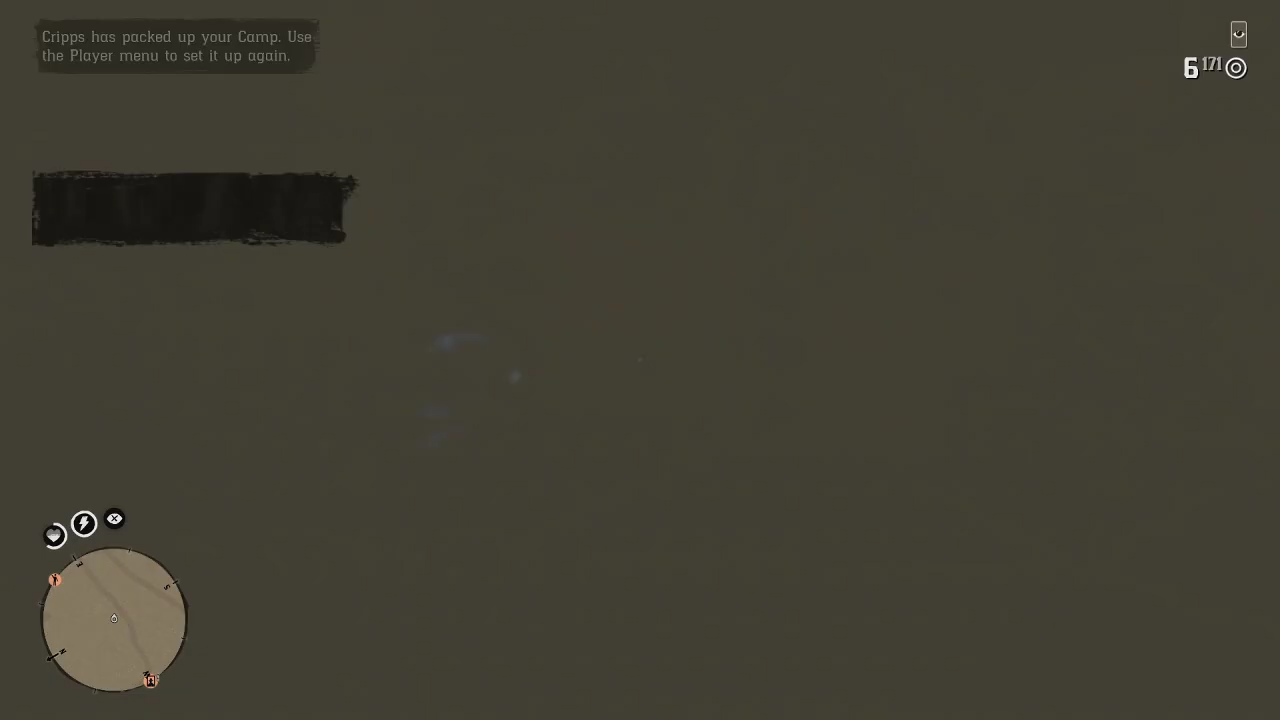 Cripps has packed up your Camp. Use
the Player menu to set it up again.
6 171